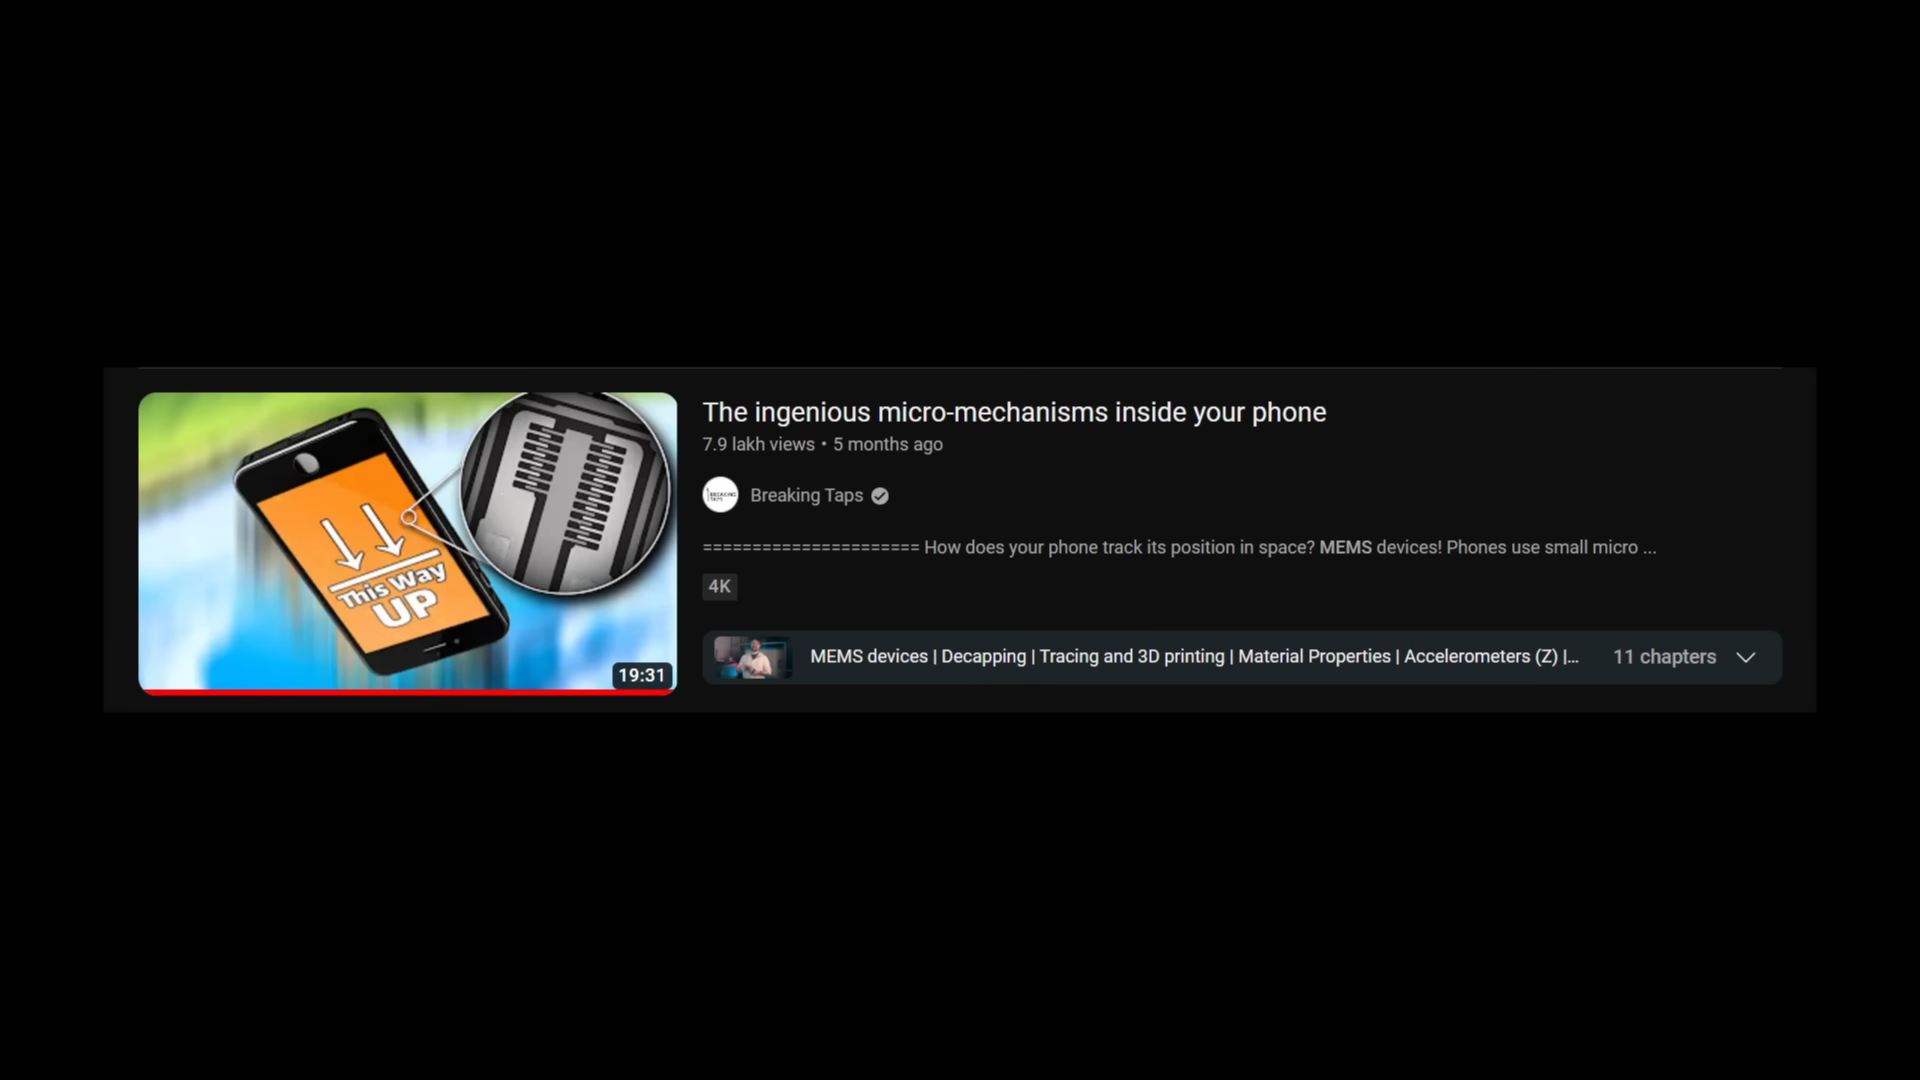 This Way
UP
19:31
The ingenious micro-mechanisms inside your phone
7.9 lakh views • 5 months ago
BREAKING
TAPS
Breaking Taps
====================== How does your phone track its position in space? MEMS devices! Phones use small micro ...
4K
MEMS devices | Decapping | Tracing and 3D printing | Material Properties | Accelerometers (Z) |...
11 chapters